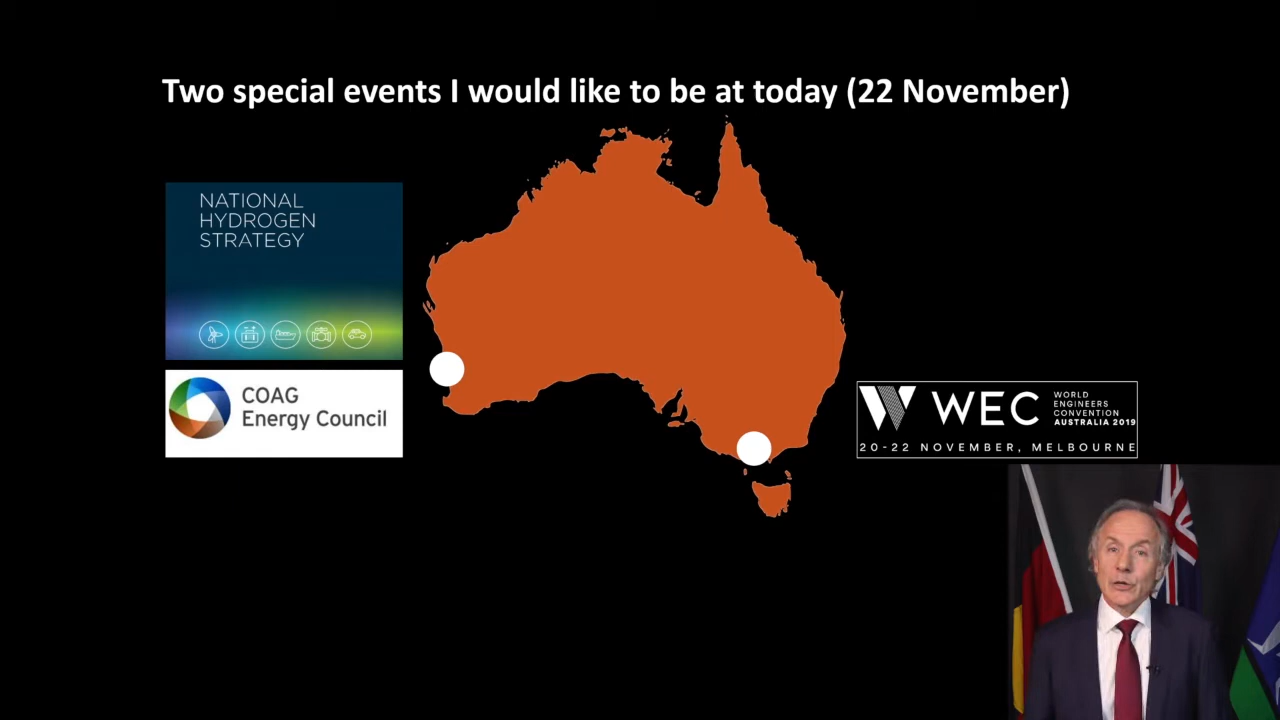 Two special events I would like to be at today (22 November)
NATIONAL
HYDROGEN
STRATEGY
COAG
Energy Council
WEC
WORLD
ENGINEERS
CONVENTION
AUSTRALIA 2019
20-22 NOVEMBER, MELBOURNE